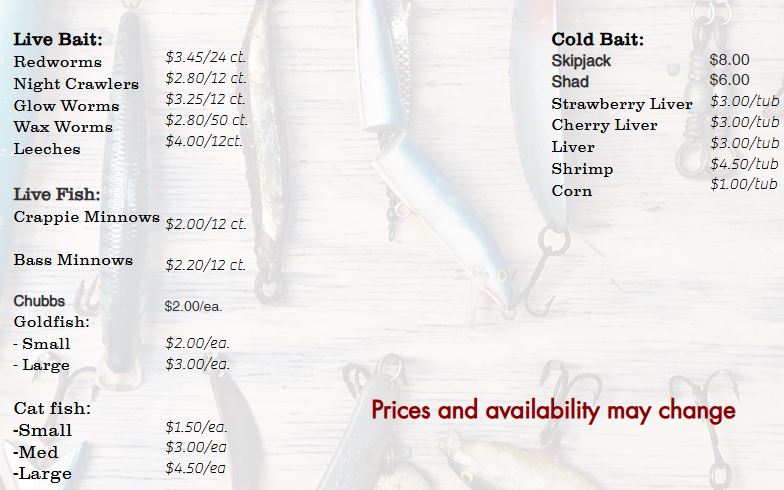 Live Bait:
Redworms $3.45/24 ct.
Night Crawlers $2.80/12 ct.
Glow Worms $3.25/12 ct.
Wax Worms $2.80/50 ct.
Leeches $4.00/12ct.
Live Fish:
Crappie Minnows $2.00/12 ct.
Bass Minnows $2.20/12 ct.
Chubbs $2.00/ea.
Goldfish:
- Small $2.00/ea.
- Large $3.00/ea.
Cat fish:
-Small $1.50/ea.
-Med $3.00/ea
-Large $4.50/ea
Cold Bait:
Skipjack $8.00
Shad $6.00
Strawberry Liver $3.00/tub
Cherry Liver $3.00/tub
Liver $3.00/tub
Shrimp $4.50/tub
Corn $1.00/tub
Prices and availability may change